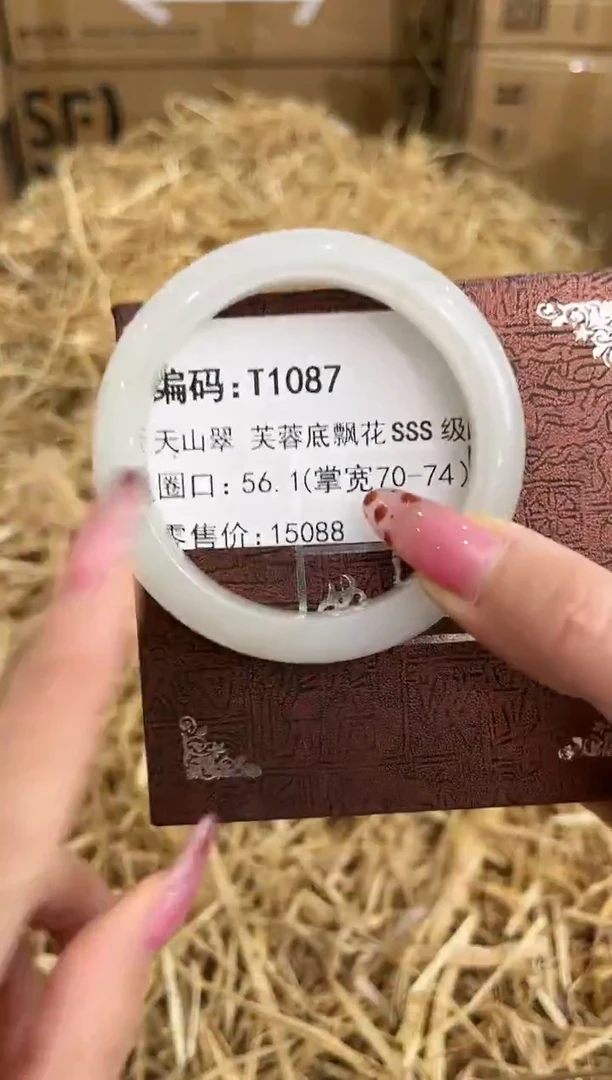 SF
编码:T1087
天山翠 芙蓉底飘花SSS级
圈口:56.1(掌宽70-74)
零售价:15088